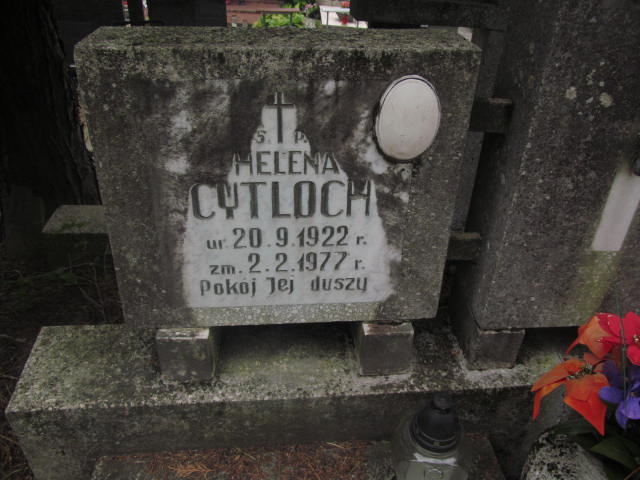 Ś. P.
HELENA
CYTLOCH
ur. 20.9.1922 r.
zm. 2.2.1977 r.
Pokój Jej duszy